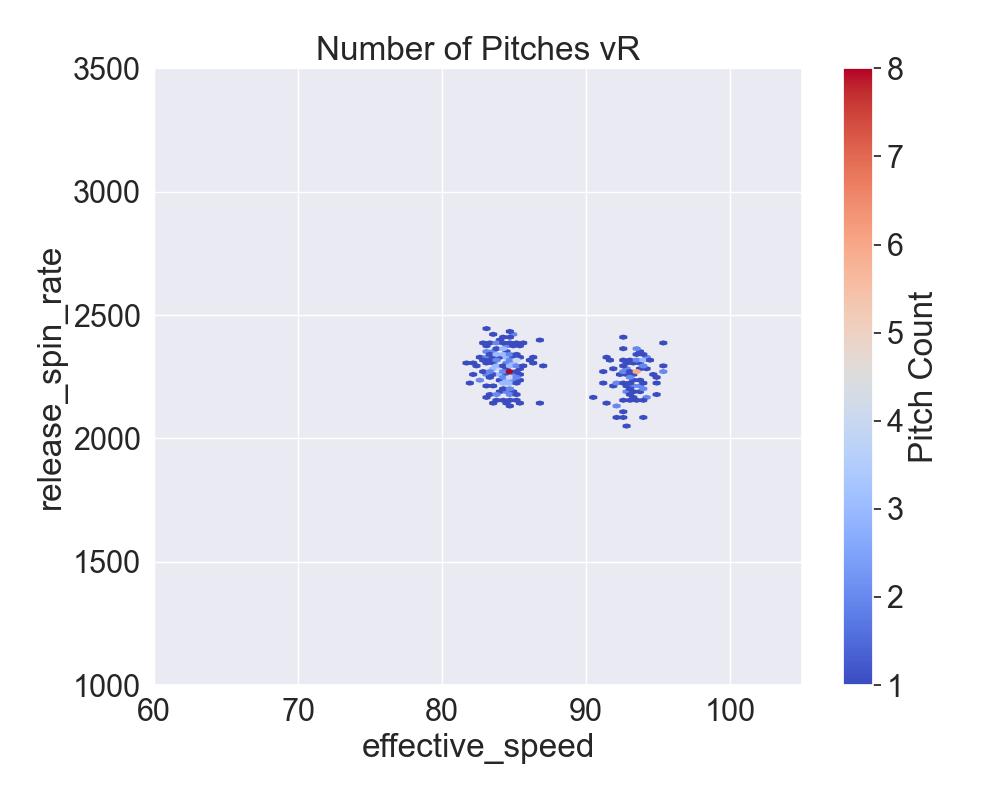 Number of Pitches vR
3500
3000
2500
2000
1500
1000
release_spin_rate
60 70 80 90 100
effective_speed
8
7
6
5
4
3
2
1
Pitch Count